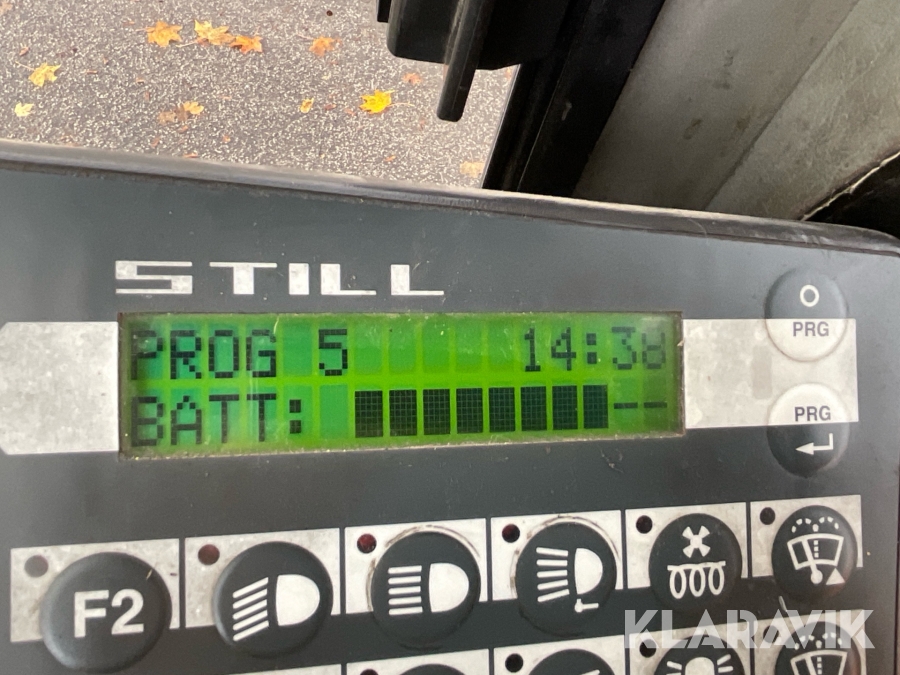 STILL
PROG 5 14:38
BATT: --
PRG
PRG
F2
KLARAVIK